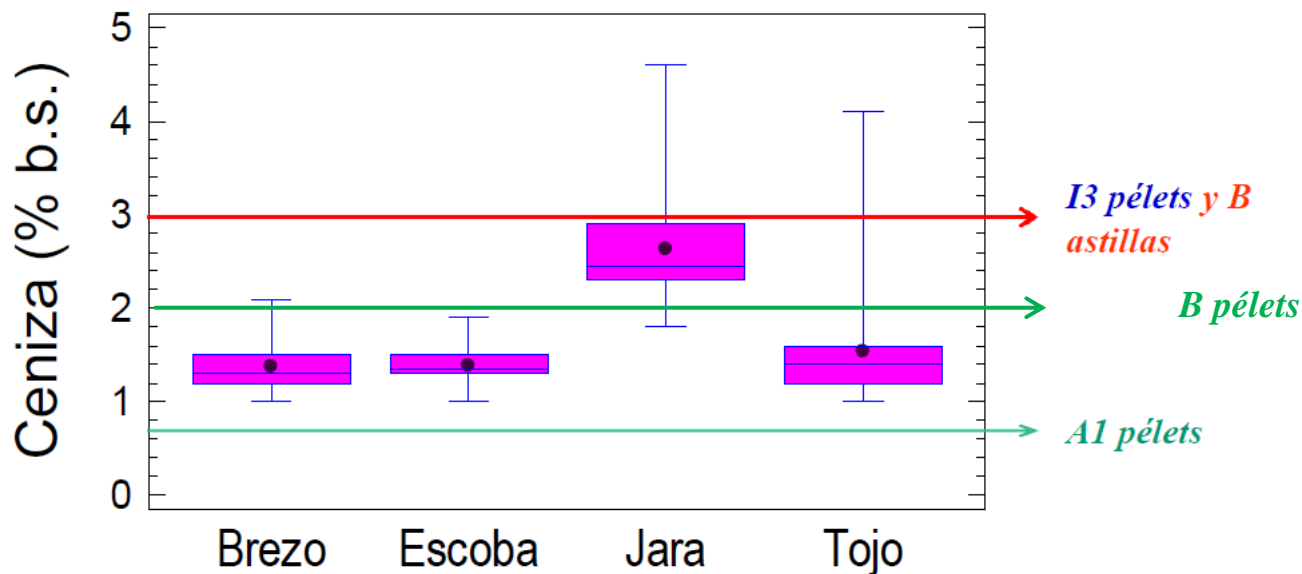 Ceniza (% b.s.)
5
4
3
2
1
0
Brezo Escoba Jara Tojo
I3 pélets y B
astillas
B pélets
A1 pélets